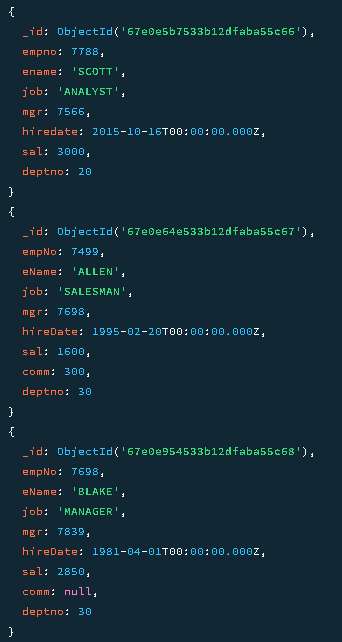 {
  _id: ObjectId('67e0e5b7533b12dfaba55c66'),
  empno: 7788,
  ename: 'SCOTT',
  job: 'ANALYST',
  mgr: 7566,
  hiredate: 2015-10-16T00:00:00.000Z,
  sal: 3000,
  deptno: 20
}
{
  _id: ObjectId('67e0e64e533b12dfaba55c67'),
  empNo: 7499,
  eName: 'ALLEN',
  job: 'SALESMAN',
  mgr: 7698,
  hireDate: 1995-02-20T00:00:00.000Z,
  sal: 1600,
  comm: 300,
  deptno: 30
}
{
  _id: ObjectId('67e0e954533b12dfaba55c68'),
  empNo: 7698,
  eName: 'BLAKE',
  job: 'MANAGER',
  mgr: 7839,
  hireDate: 1981-04-01T00:00:00.000Z,
  sal: 2850,
  comm: null,
  deptno: 30
}